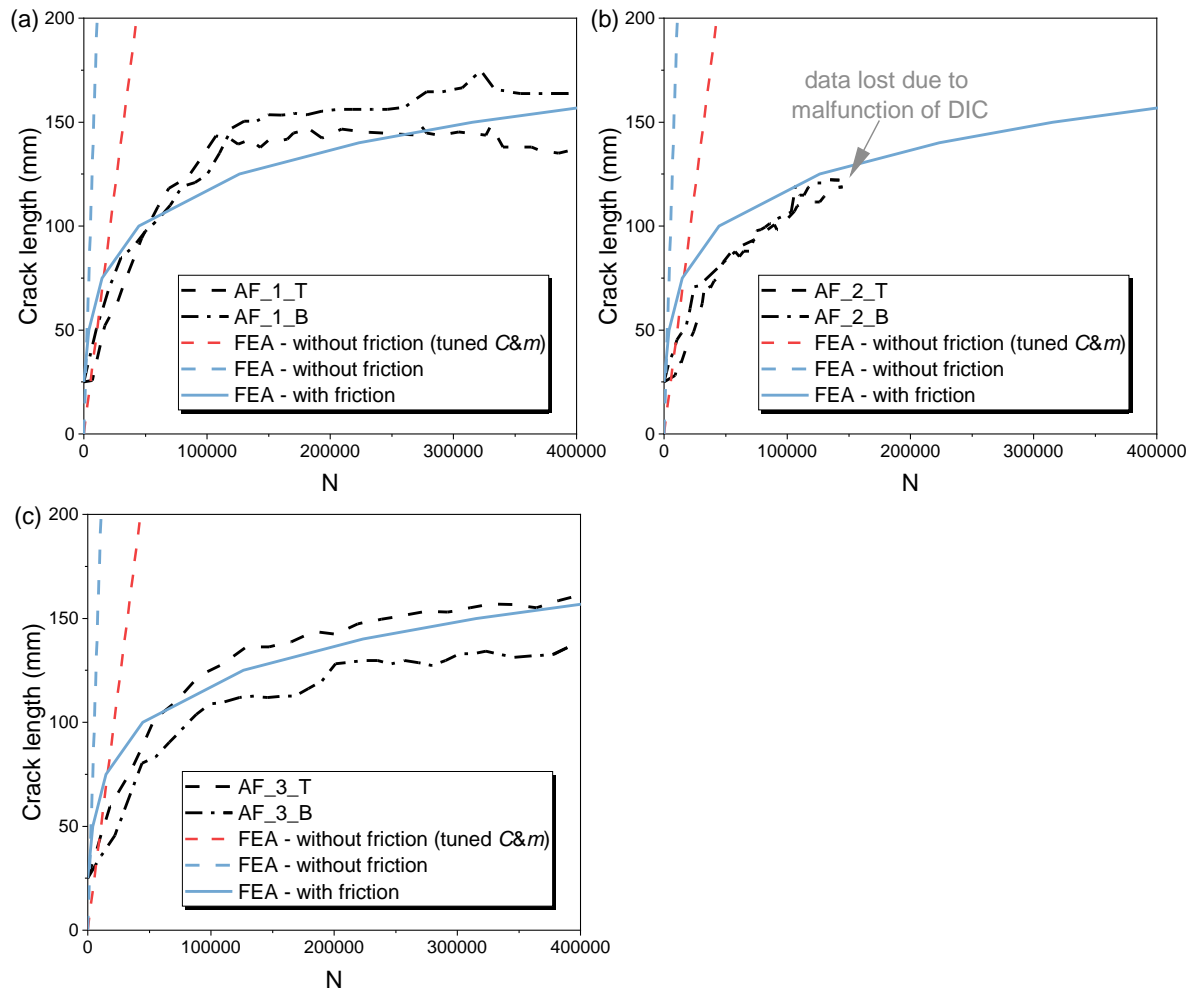 (a)
200
150
100
50
0
Crack length (mm)
AF_1_T
AF_1_B
FEA - without friction (tuned C&m)
FEA - without friction
FEA - with friction
0 100000 200000 300000 400000
N
(b)
200
150
100
50
0
Crack length (mm)
data lost due to
malfunction of DIC
AF_2_T
AF_2_B
FEA - without friction (tuned C&m)
FEA - without friction
FEA - with friction
0 100000 200000 300000 400000
N
(c)
200
150
100
50
0
Crack length (mm)
AF_3_T
AF_3_B
FEA - without friction (tuned C&m)
FEA - without friction
FEA - with friction
0 100000 200000 300000 400000
N